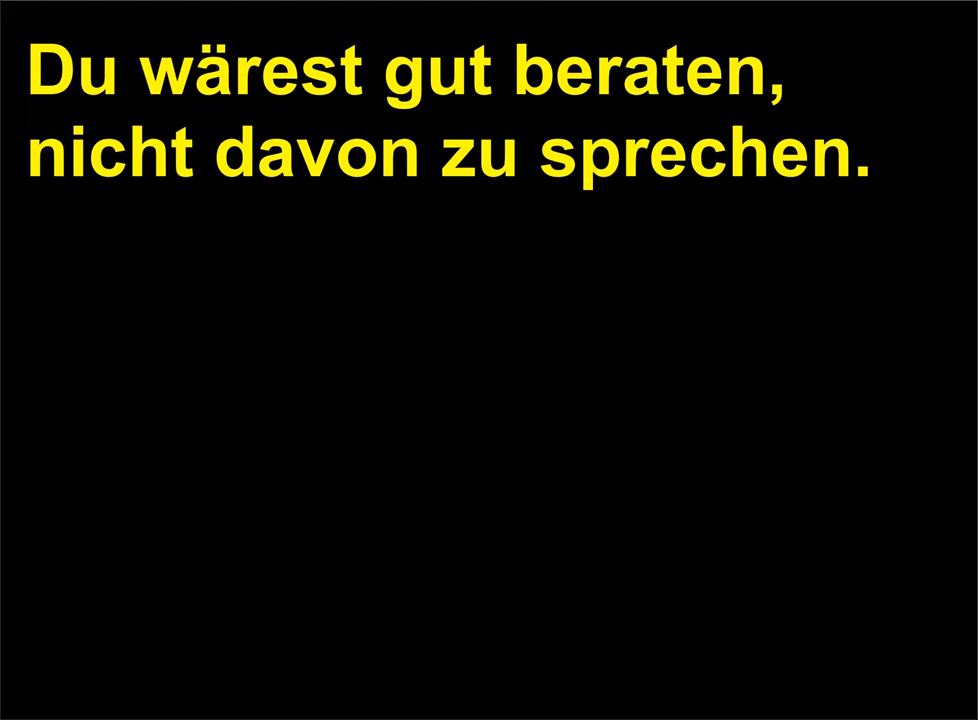 Du wärest gut beraten,
nicht davon zu sprechen.